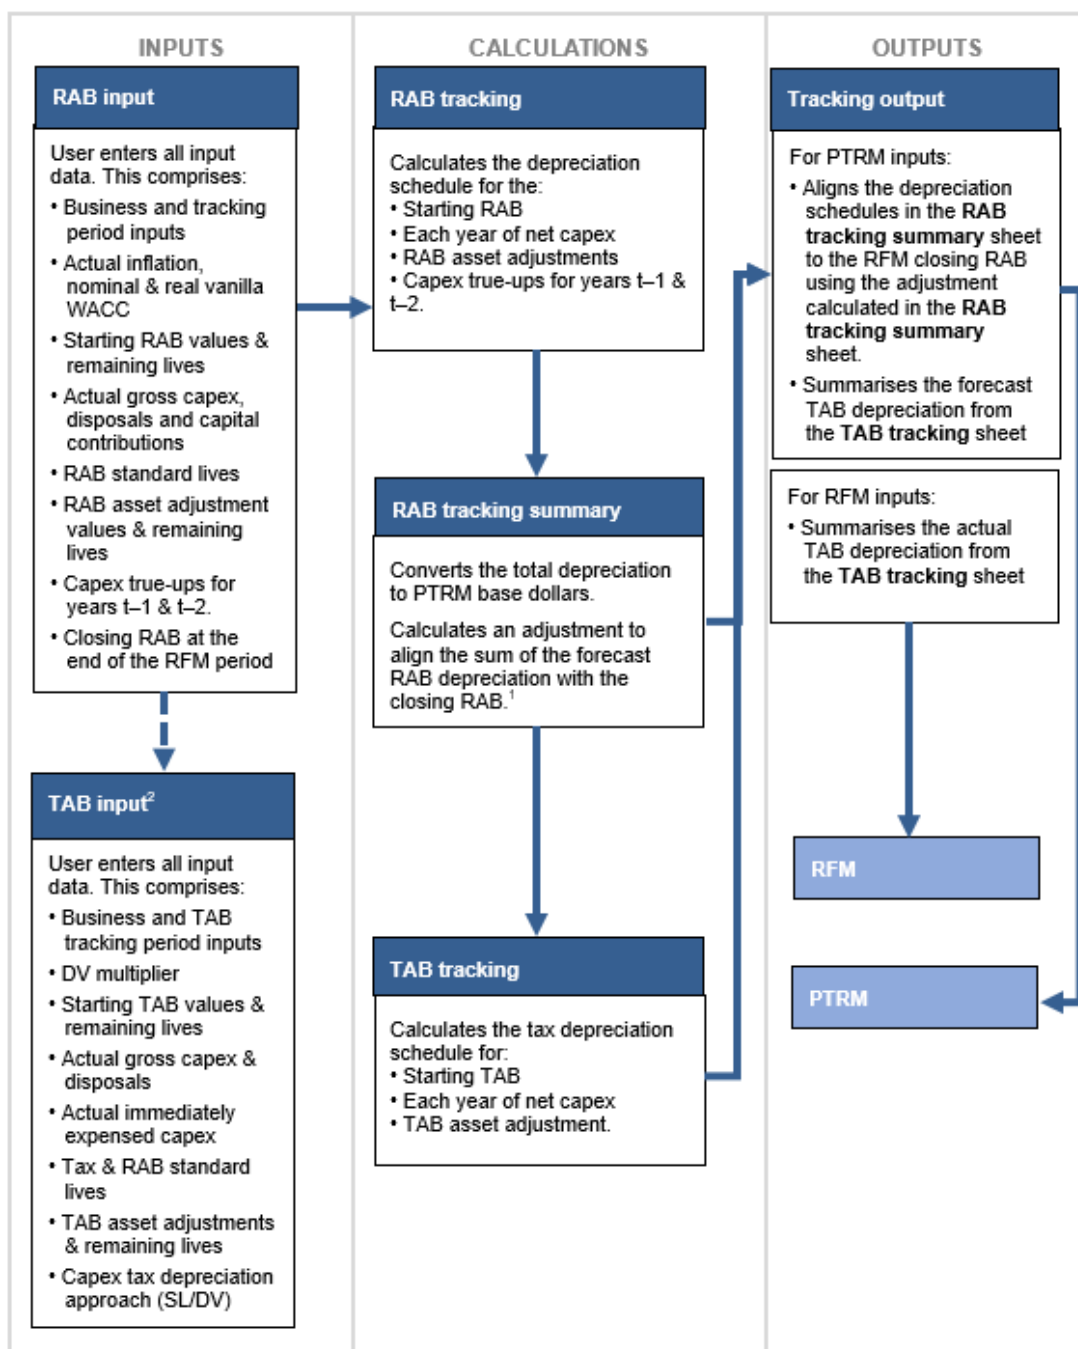 INPUTS
RAB input
User enters all input
data. This comprises:
• Business and tracking
period inputs
• Actual inflation,
nominal & real vanilla
WACC
• Starting RAB values &
remaining lives
• Actual gross capex,
disposals and capital
contributions
• RAB standard lives
• RAB asset adjustment
values & remaining
lives
• Capex true-ups for
years t–1 & t–2.
• Closing RAB at the
end of the RFM period
TAB input²
User enters all input
data. This comprises:
• Business and TAB
tracking period inputs
• DV multiplier
• Starting TAB values &
remaining lives
• Actual gross capex &
disposals
• Actual immediately
expensed capex
• Tax & RAB standard
lives
• TAB asset adjustments
& remaining lives
• Capex tax depreciation
approach (SL/DV)
CALCULATIONS
RAB tracking
Calculates the depreciation
schedule for the:
• Starting RAB
• Each year of net capex
• RAB asset adjustments
• Capex true-ups for years t–1 &
t–2.
RAB tracking summary
Converts the total depreciation
to PTRM base dollars.
Calculates an adjustment to
align the sum of the forecast
RAB depreciation with the
closing RAB.¹
TAB tracking
Calculates the tax depreciation
schedule for:
• Starting TAB
• Each year of net capex
• TAB asset adjustment.
OUTPUTS
Tracking output
For PTRM inputs:
• Aligns the depreciation
schedules in the RAB
tracking summary sheet
to the RFM closing RAB
using the adjustment
calculated in the RAB
tracking summary
sheet.
• Summarises the forecast
TAB depreciation from
the TAB tracking sheet
For RFM inputs:
• Summarises the actual
TAB depreciation from
the TAB tracking sheet
RFM
PTRM